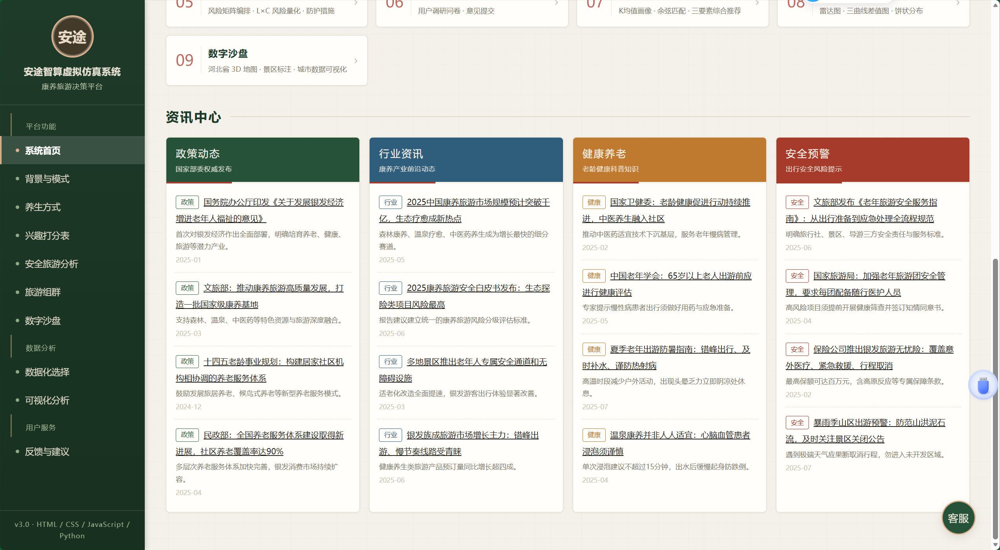 安途
安途智算虚拟仿真系统
康养旅游决策平台
平台功能
系统首页
背景与模式
养生方式
兴趣打分表
安全旅游分析
旅游组群
数字沙盘
数据分析
数据化选择
可视化分析
用户服务
反馈与建议
v3.0 · HTML / CSS / JavaScript /
Python
05
风险矩阵编排 · L×C 风险量化 · 防护措施
06
用户调研问卷 · 意见提交
07
K均值画像 · 余弦匹配 · 三要素综合推荐
08
雷达图 · 三曲线差值图 · 饼状分布
09
数字沙盘
河北省 3D 地图 · 景区标注 · 城市数据可视化
资讯中心
政策动态
国家部委权威发布
政策 国务院办公厅印发《关于发展银发经济
增进老年人福祉的意见》
首次对银发经济作出全面部署，明确培育养老、健康、
旅游等潜力产业。
2025-01
政策 文旅部：推动康养旅游高质量发展，打
造一批国家级康养基地
支持森林、温泉、中医药等特色资源与旅游深度融合。
2025-03
政策 十四五老龄事业规划：构建居家社区机
构相协调的养老服务体系
鼓励发展旅居养老、候鸟式养老等新型养老服务模式。
2024-12
政策 民政部：全国养老服务体系建设取得新
进展，社区养老覆盖率达90%
多层次养老服务体系加快完善，银发消费市场持续扩
容。
2025-04
行业资讯
康养产业前沿动态
行业 2025中国康养旅游市场规模预计突破千
亿，生态疗愈成新热点
森林康养、温泉疗愈、中医药养生成为增长最快的细分
赛道。
2025-05
行业 2025康养旅游安全白皮书发布：生态探
险类项目风险最高
报告建议建立统一的康养旅游风险分级评估标准。
2025-06
行业 多地景区推出老年人专属安全通道和无
障碍设施
适老化改造全面提速，银发游客出行体验显著改善。
2025-03
行业 银发族成旅游市场增长主力：错峰出
游、慢节奏线路受青睐
健康养生类旅游产品预订量同比增长超四成。
2025-06
健康养老
老龄健康科普知识
健康 国家卫健委：老龄健康促进行动持续推
进，中医养生融入社区
推动中医药适宜技术下沉基层，服务老年慢病管理。
2025-02
健康 中国老年学会：65岁以上老人出游前应
进行健康评估
专家提示慢性病患者出行须做好用药与应急准备。
2025-05
健康 夏季老年出游防暑指南：错峰出行、及
时补水、谨防热射病
高温时段减少户外活动，出现头晕乏力立即阴凉处休
息。
2025-07
健康 温泉康养并非人人适宜：心脑血管患者
浸泡须谨慎
单次浸泡建议不超过15分钟，出水后缓慢起身防跌倒。
2025-04
安全预警
出行安全风险提示
安全 文旅部发布《老年旅游安全服务指
南》：从出行准备到应急处理全流程规范
明确旅行社、景区、导游三方安全责任与服务标准。
2025-06
安全 国家旅游局：加强老年旅游团安全管
理，要求每团配备随行医护人员
高风险项目须提前开展健康筛查并签订知情同意书。
2025-04
安全 保险公司推出银发旅游无忧险：覆盖意
外医疗、紧急救援、行程取消
最高保额可达百万元，含高原反应等专属保障条款。
2025-02
安全 暴雨季山区出游预警：防范山洪泥石
流，及时关注景区关闭公告
遇到极端天气应果断取消行程，勿进入未开发区域。
2025-07
客服